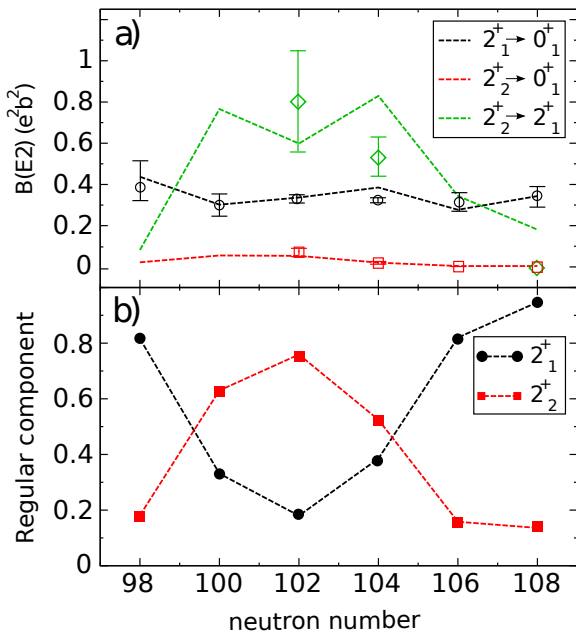 a)
B(E2) (e²b²)
1
0.8
0.6
0.4
0.2
0
2⁺₁→0⁺₁
2⁺₂→0⁺₁
2⁺₂→2⁺₁
b)
Regular component
0.8
0.6
0.4
0.2
0
2⁺₁
2⁺₂
98 100 102 104 106 108
neutron number